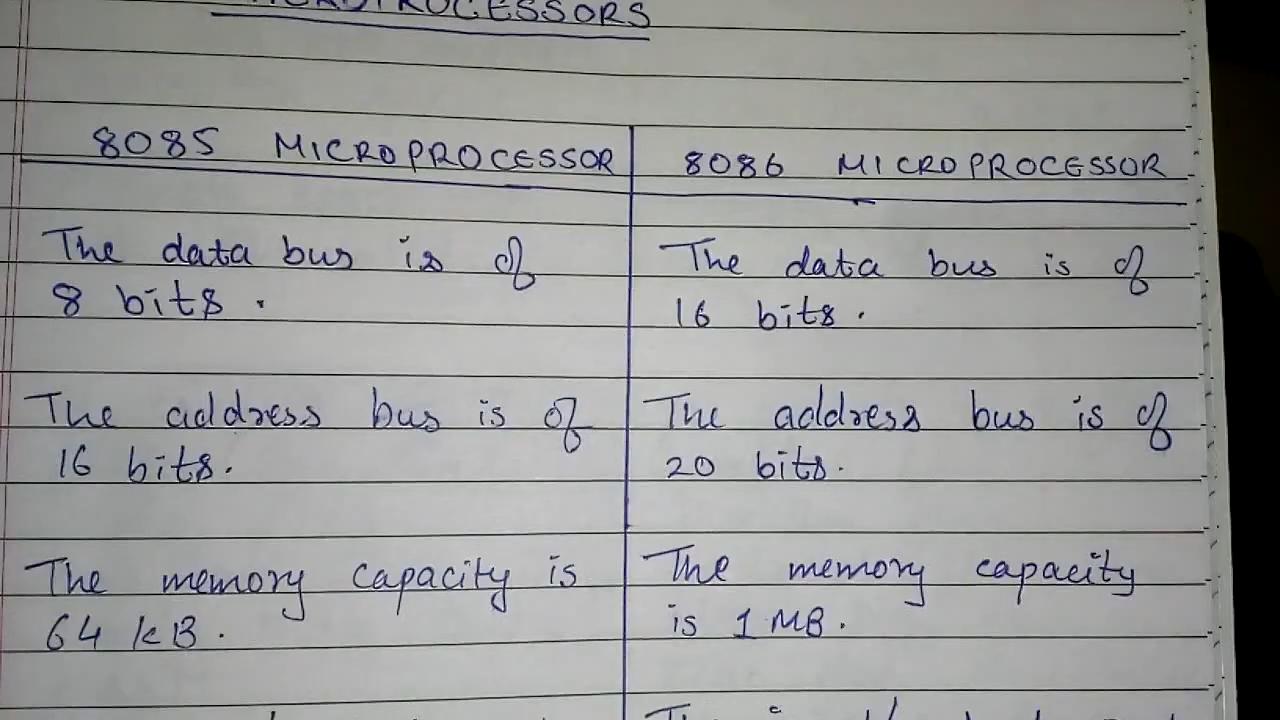 MICROPROCESSORS
8085 MICROPROCESSOR
The data bus is of
8 bits.
The address bus is of
16 bits.
The memory capacity is
64 kB.
8086 MICROPROCESSOR
The data bus is of
16 bits.
The address bus is of
20 bits.
The memory capacity
is 1 MB.